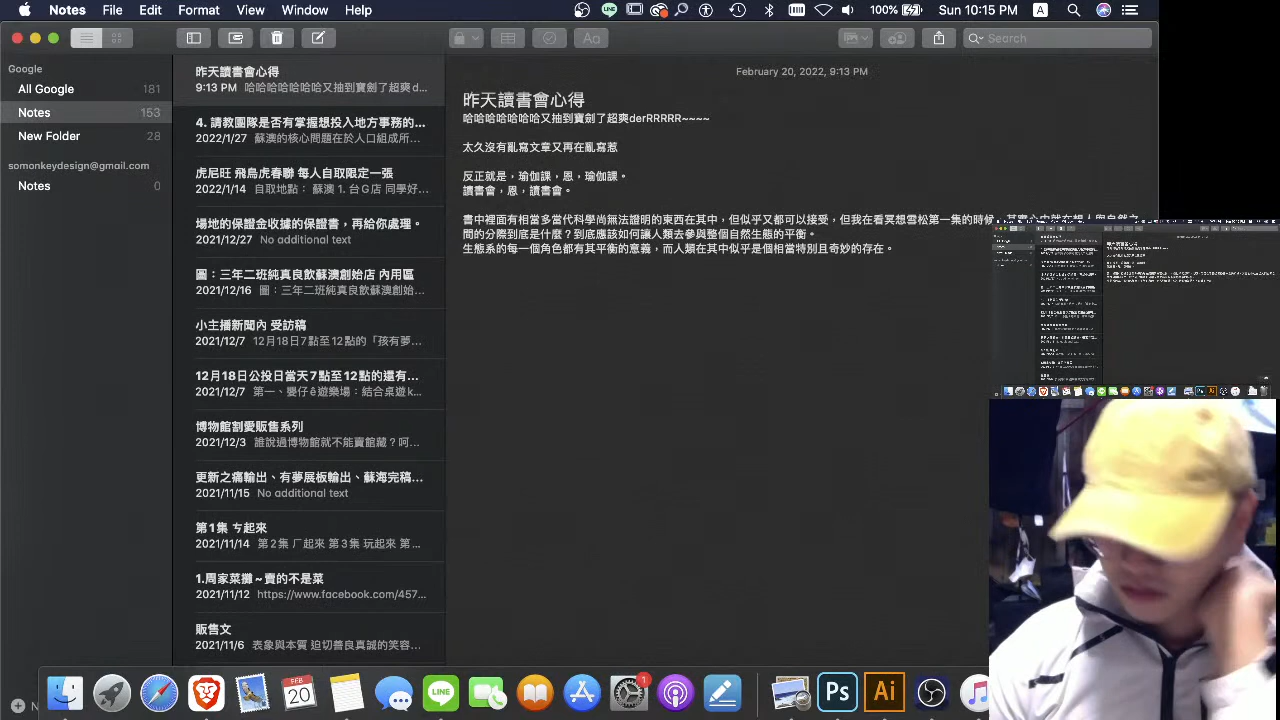 Notes File Edit Format View Window Help 100% Sun 10:15 PM A
Aa Search
Google
All Google 181
Notes 153
New Folder 28
somonkeydesign@gmail.com
Notes 0
昨天讀書會心得
9:13 PM 哈哈哈哈哈哈哈又抽到寶劍了超爽d...
4. 請教團隊是否有掌握想投入地方事務的...
2022/1/27 蘇澳的核心問題在於人口組成所...
虎尼旺 飛鳥虎春聯 每人自取限定一張
2022/1/14 自取地點： 蘇澳 1. 台G店 同學好...
場地的保證金收據的保證書，再給你處理。
2021/12/27 No additional text
圖：三年二班純真良飲蘇澳創始店 內用區
2021/12/16 圖：三年二班純真良飲蘇澳創始...
小主播新聞內 受訪稿
2021/12/7 12月18日7點至12點的「孩有夢...
12月18日公投日當天7點至12點的還有...
2021/12/7 第一、嬰仔ê遊樂場：結合桌遊k...
博物館割愛販售系列
2021/12/3 誰說過博物館就不能賣館藏？呵...
更新之痛輸出、有夢展板輸出、蘇海完稿...
2021/11/15 No additional text
第1集 ㄘ起來
2021/11/14 第2集 ㄏ起來 第3集 玩起來 第...
1.周家菜攤~賣的不是菜
2021/11/12 https://www.facebook.com/457...
販售文
2021/11/6 表象與本質 迫切善良真誠的笑容...
February 20, 2022, 9:13 PM
昨天讀書會心得
哈哈哈哈哈哈哈又抽到寶劍了超爽derRRRRR~~~~
太久沒有亂寫文章又再在亂寫惹
反正就是，瑜伽課，恩，瑜伽課。
讀書會，恩，讀書會。
書中裡面有相當多當代科學尚無法證明的東西在其中，但似乎又都可以接受，但我在看冥想雪松第一集的時候，其實心中就在想人與自然之
間的分際到底是什麼？到底應該如何讓人類去參與整個自然生態的平衡。
生態系的每一個角色都有其平衡的意義，而人類在其中似乎是個相當特別且奇妙的存在。
FEB
20
1
Ps
Ai